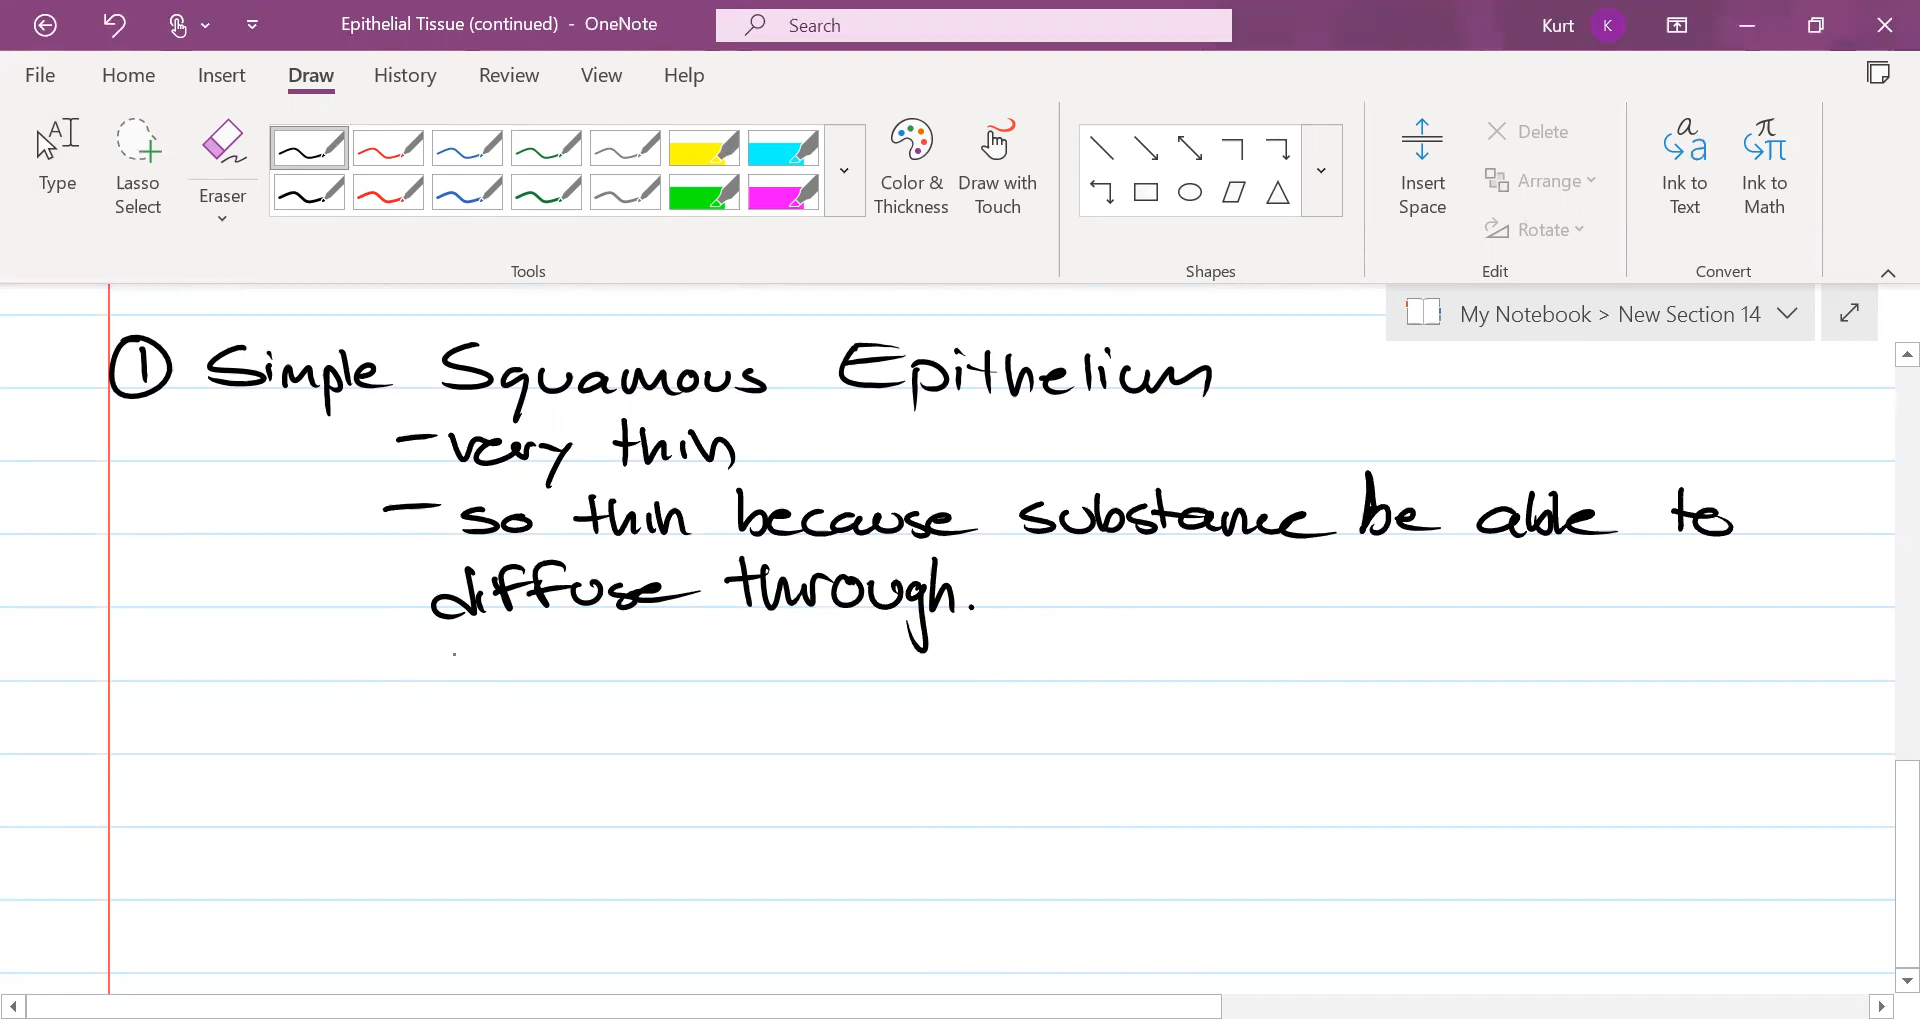 Epithelial Tissue (continued) - OneNote
Search
Kurt K
File Home Insert Draw History Review View Help
Type
Lasso Select
Eraser
Color & Thickness
Draw with Touch
Insert Space
Delete
Arrange
Rotate
Ink to Text
Ink to Math
Tools Shapes Edit Convert
My Notebook > New Section 14
① Simple Squamous Epithelium
- very thin
- so thin because substance be able to
diffuse through.